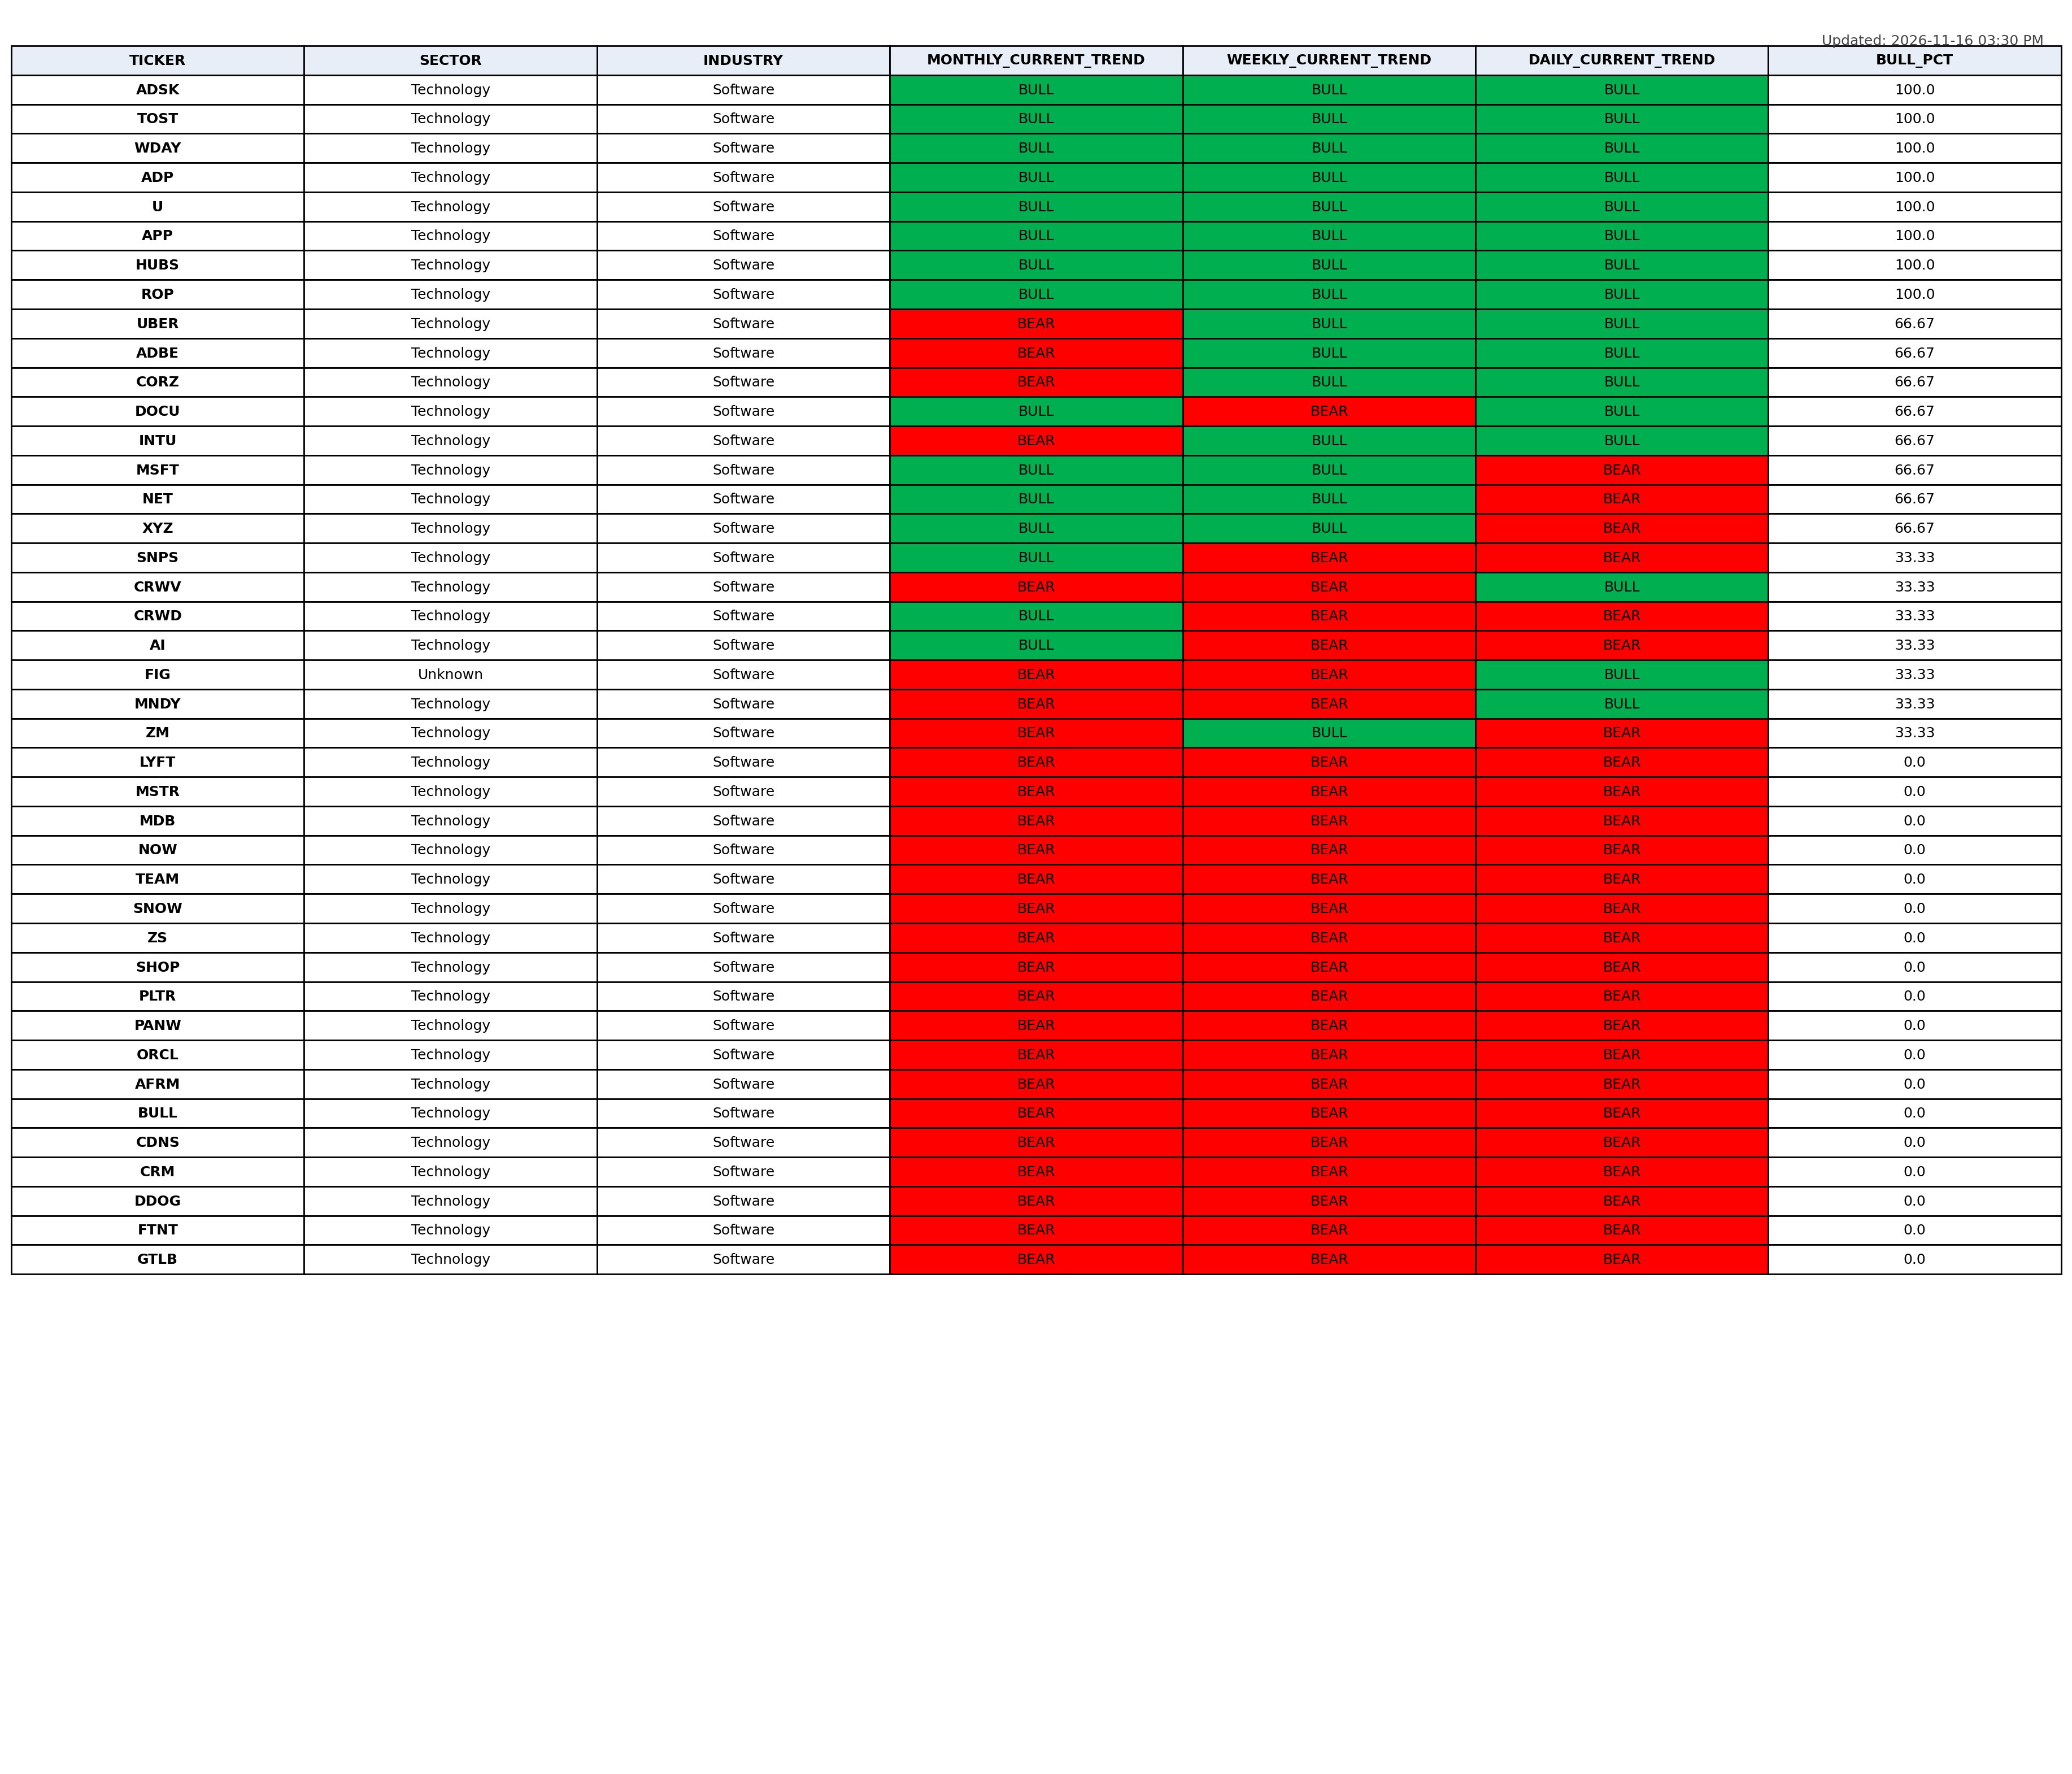 Updated: 2026-11-16 03:30 PM
TICKER SECTOR INDUSTRY MONTHLY_CURRENT_TREND WEEKLY_CURRENT_TREND DAILY_CURRENT_TREND BULL_PCT
ADSK Technology Software BULL BULL BULL 100.0
TOST Technology Software BULL BULL BULL 100.0
WDAY Technology Software BULL BULL BULL 100.0
ADP Technology Software BULL BULL BULL 100.0
U Technology Software BULL BULL BULL 100.0
APP Technology Software BULL BULL BULL 100.0
HUBS Technology Software BULL BULL BULL 100.0
ROP Technology Software BULL BULL BULL 100.0
UBER Technology Software BEAR BULL BULL 66.67
ADBE Technology Software BEAR BULL BULL 66.67
CORZ Technology Software BEAR BULL BULL 66.67
DOCU Technology Software BULL BEAR BULL 66.67
INTU Technology Software BEAR BULL BULL 66.67
MSFT Technology Software BULL BULL BEAR 66.67
NET Technology Software BULL BULL BEAR 66.67
XYZ Technology Software BULL BULL BEAR 66.67
SNPS Technology Software BULL BEAR BEAR 33.33
CRWV Technology Software BEAR BEAR BULL 33.33
CRWD Technology Software BULL BEAR BEAR 33.33
AI Technology Software BULL BEAR BEAR 33.33
FIG Unknown Software BEAR BEAR BULL 33.33
MNDY Technology Software BEAR BEAR BULL 33.33
ZM Technology Software BEAR BULL BEAR 33.33
LYFT Technology Software BEAR BEAR BEAR 0.0
MSTR Technology Software BEAR BEAR BEAR 0.0
MDB Technology Software BEAR BEAR BEAR 0.0
NOW Technology Software BEAR BEAR BEAR 0.0
TEAM Technology Software BEAR BEAR BEAR 0.0
SNOW Technology Software BEAR BEAR BEAR 0.0
ZS Technology Software BEAR BEAR BEAR 0.0
SHOP Technology Software BEAR BEAR BEAR 0.0
PLTR Technology Software BEAR BEAR BEAR 0.0
PANW Technology Software BEAR BEAR BEAR 0.0
ORCL Technology Software BEAR BEAR BEAR 0.0
AFRM Technology Software BEAR BEAR BEAR 0.0
BULL Technology Software BEAR BEAR BEAR 0.0
CDNS Technology Software BEAR BEAR BEAR 0.0
CRM Technology Software BEAR BEAR BEAR 0.0
DDOG Technology Software BEAR BEAR BEAR 0.0
FTNT Technology Software BEAR BEAR BEAR 0.0
GTLB Technology Software BEAR BEAR BEAR 0.0